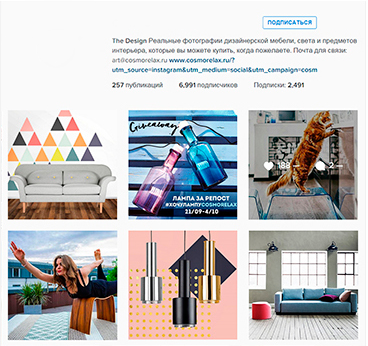 ПОДПИСАТЬСЯ
The Design Реальные фотографии дизайнерской мебели, света и предметов
интерьера, которые вы можете купить, когда пожелаете. Почта для связи:
art@cosmorelax.ru www.cosmorelax.ru/?
utm_source=instagram&utm_medium=social&utm_campaign=cosm
257 публикаций 6,991 подписчиков Подписки: 2,491
Giveaway
188 2
ЛАМПА ЗА РЕПОСТ
#ХОЧУЛАМПУCOSMORELAX
21/09-4/10